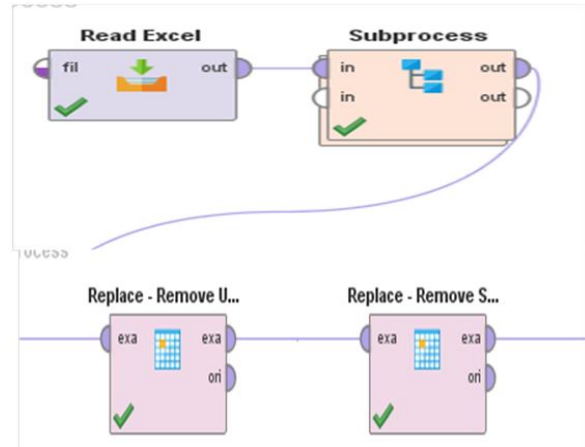 Read Excel
Subprocess
fil
out
in
out
in
out
Replace - Remove U...
Replace - Remove S...
exa
exa
exa
exa
ori
ori